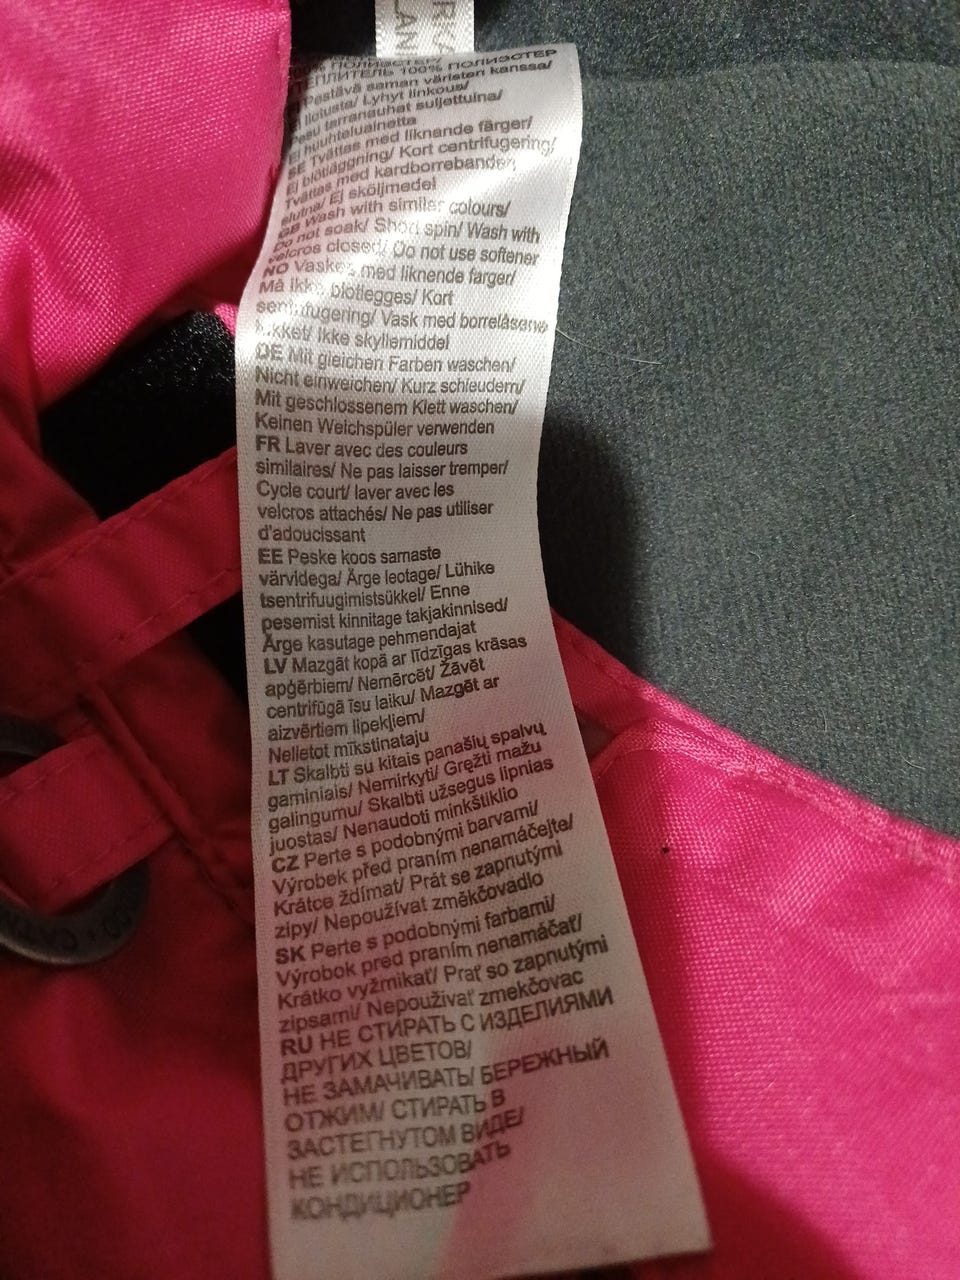 ПОЛИЭСТЕР/
ТЕПЛИТЕЛЬ 100% ПОЛИЭСТЕР
Pestävä saman väristen kanssa/
liotusta/ Lyhyt linkous/
Pesu tarranauhat suljettuina/
Ei huuhteluainetta
SE Tvättas med liknande färger/
Ej blötläggning/ Kort centrifugering/
Tvättas med kardborrebanden
slutna/ Ej sköljmedel
GB Wash with similar colours/
Do not soak/ Short spin/ Wash with
velcros closed/ Do not use softener
NO Vaskes med liknende farger/
Må ikke bløtlegges/ Kort
sentrifugering/ Vask med borrelåsene
lukket/ Ikke skyllemiddel
DE Mit gleichen Farben waschen/
Nicht einweichen/ Kurz schleudern/
Mit geschlossenem Klett waschen/
Keinen Weichspüler verwenden
FR Laver avec des couleurs
similaires/ Ne pas laisser tremper/
Cycle court/ laver avec les
velcros attachés/ Ne pas utiliser
d'adoucissant
EE Peske koos samaste
värvidega/ Ärge leotage/ Lühike
tsentrifuugimistsükkel/ Enne
pesemist kinnitage takjakinnised/
Ärge kasutage pehmendajat
LV Mazgāt kopā ar līdzīgas krāsas
apģērbiem/ Nemērcēt/ Žāvēt
centrifūgā īsu laiku/ Mazgāt ar
aizvērtiem lipekļiem/
Nelietot mīkstinataju
LT Skalbti su kitais panašių spalvų
gaminiais/ Nemirkyti/ Gręžti mažu
galingumu/ Skalbti užsegus lipnias
juostas/ Nenaudoti minkštiklio
CZ Perte s podobnými barvami/
Výrobek před praním nenamáčejte/
Krátce ždímat/ Prát se zapnutými
zipy/ Nepoužívat změkčovadlo
SK Perte s podobnými farbami/
Výrobok pred praním nenamáčať/
Krátko vyžmikať/ Prať so zapnutými
zipsami/ Nepoužívať zmekčovac
RU НЕ СТИРАТЬ С ИЗДЕЛИЯМИ
ДРУГИХ ЦВЕТОВ/
НЕ ЗАМАЧИВАТЬ/ БЕРЕЖНЫЙ
ОТЖИМ/ СТИРАТЬ В
ЗАСТЕГНУТОМ ВИДЕ/
НЕ ИСПОЛЬЗОВАТЬ
КОНДИЦИОНЕР